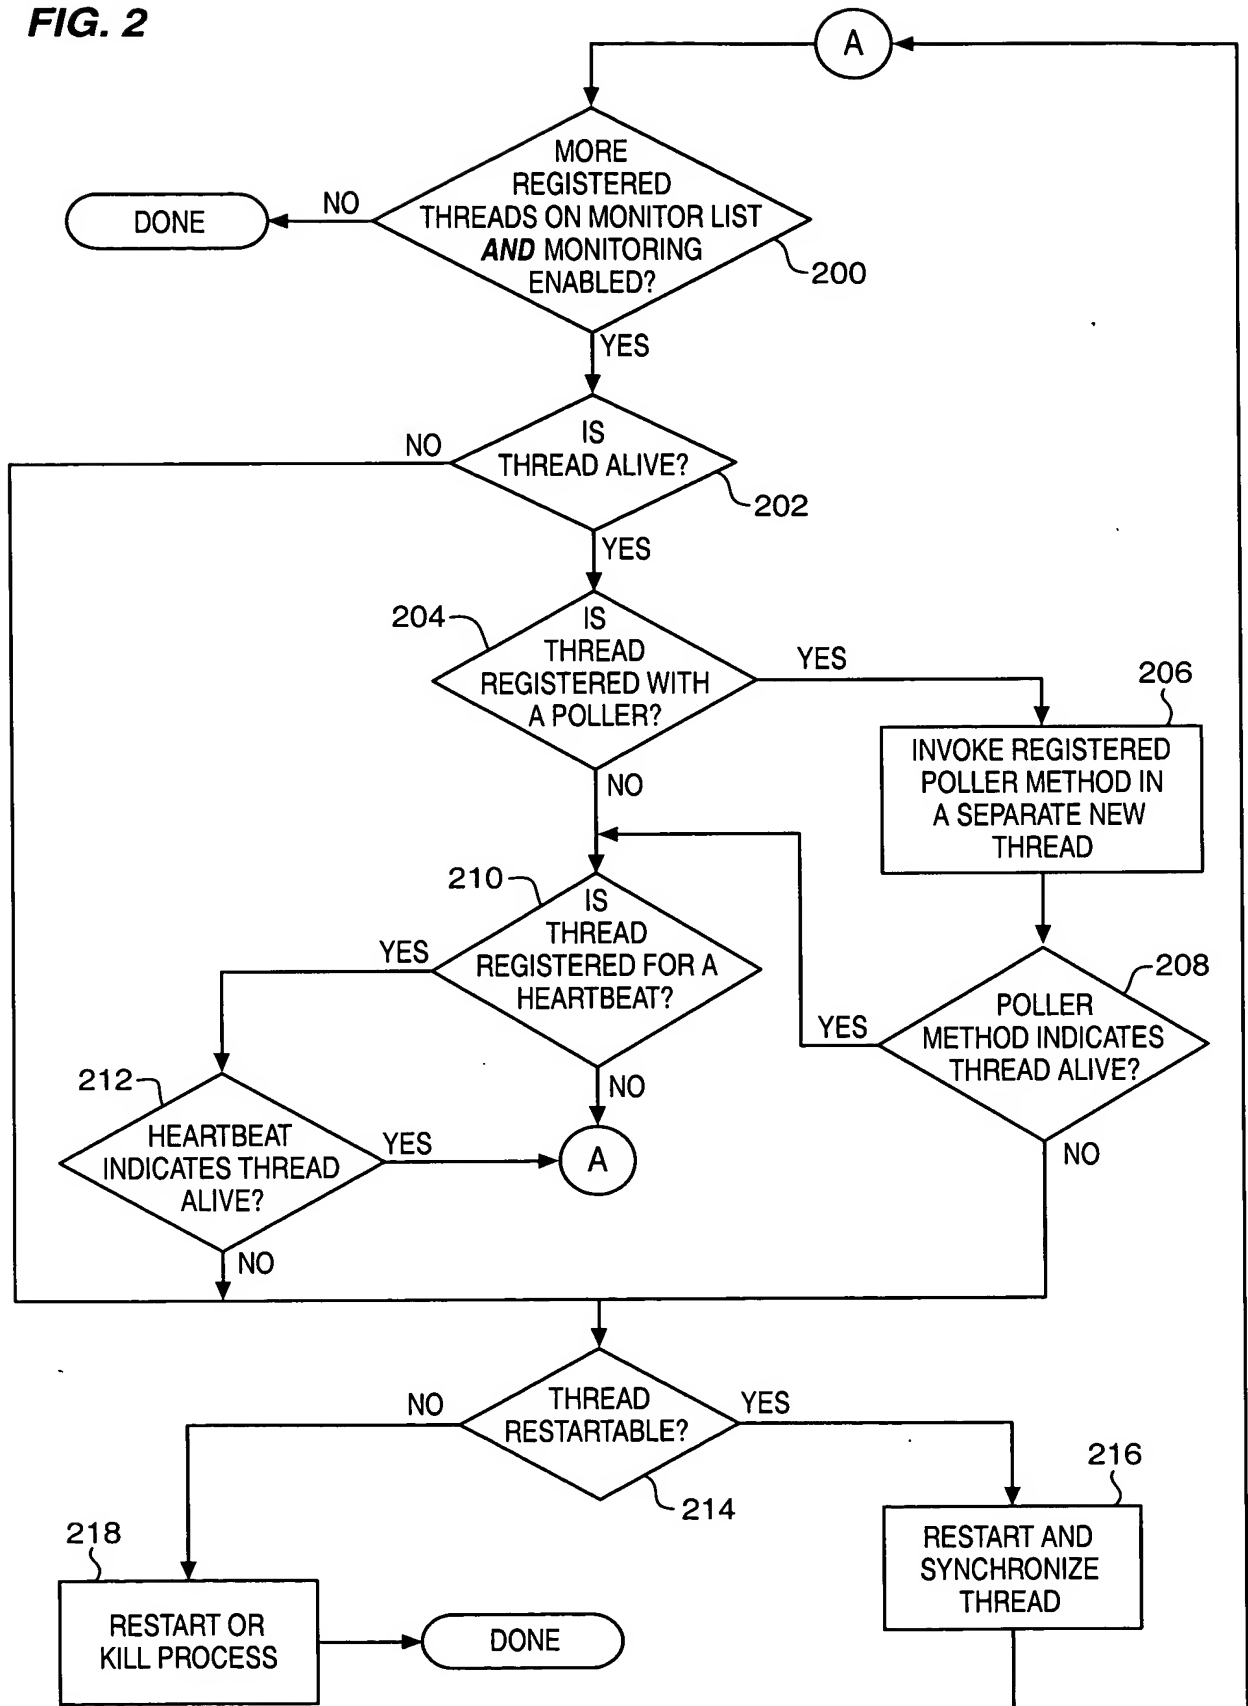 FIG. 2
A
MORE
REGISTERED
THREADS ON MONITOR LIST
AND MONITORING
ENABLED?
NO
DONE
200
YES
IS
THREAD ALIVE?
NO
202
YES
204
IS
THREAD
REGISTERED WITH
A POLLER?
YES
206
INVOKE REGISTERED
POLLER METHOD IN
A SEPARATE NEW
THREAD
NO
210
IS
THREAD
REGISTERED FOR A
HEARTBEAT?
YES
208
POLLER
METHOD INDICATES
THREAD ALIVE?
YES
NO
NO
212
HEARTBEAT
INDICATES THREAD
ALIVE?
YES
A
NO
THREAD
RESTARTABLE?
NO
YES
214
216
RESTART AND
SYNCHRONIZE
THREAD
218
RESTART OR
KILL PROCESS
DONE